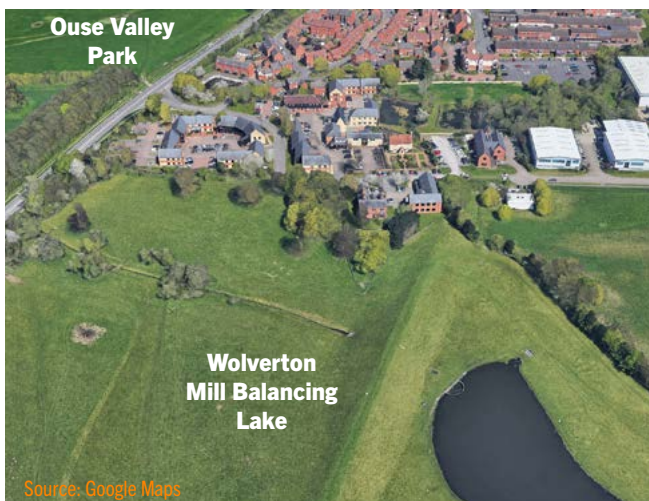 Ouse Valley
Park
Wolverton
Mill Balancing
Lake
Source: Google Maps